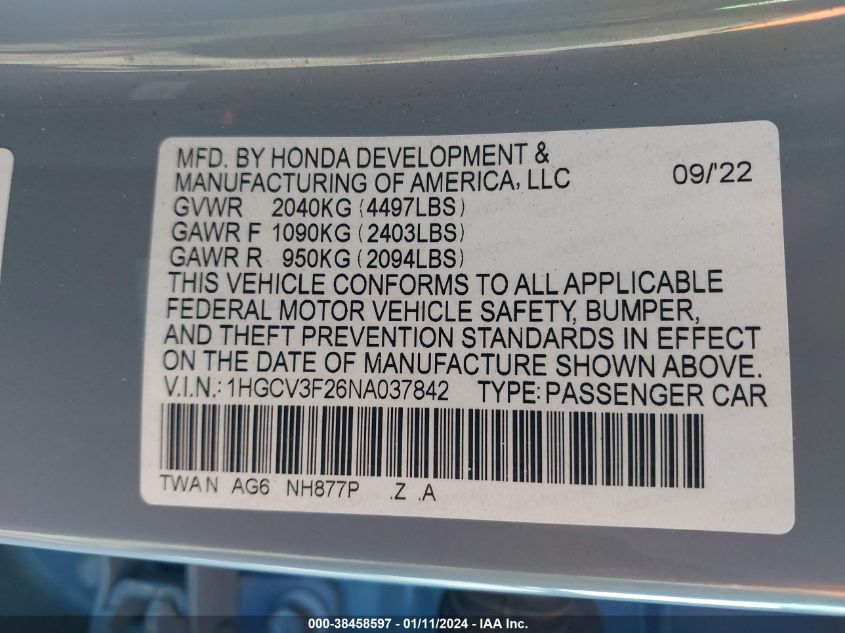 MFD. BY HONDA DEVELOPMENT &
MANUFACTURING OF AMERICA, LLC 09/'22
GVWR 2040KG (4497LBS)
GAWR F 1090KG (2403LBS)
GAWR R 950KG (2094LBS)
THIS VEHICLE CONFORMS TO ALL APPLICABLE
FEDERAL MOTOR VEHICLE SAFETY, BUMPER,
AND THEFT PREVENTION STANDARDS IN EFFECT
ON THE DATE OF MANUFACTURE SHOWN ABOVE.
V.I.N.: 1HGCV3F26NA037842 TYPE: PASSENGER CAR
TWAN AG6 NH877P .Z .A
000-38458597 - 01/11/2024 - IAA Inc.